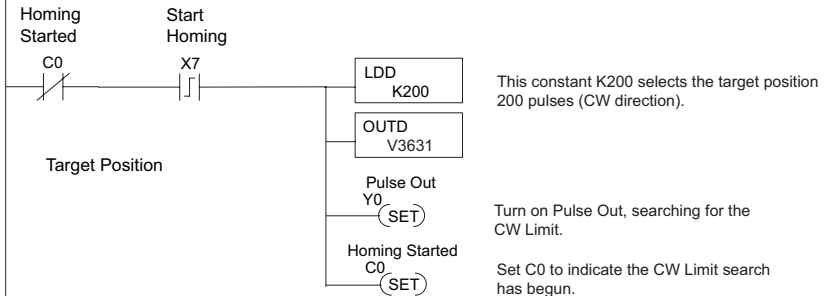 Homing
Started
Start
Homing
C0
X7
LDD
K200
This constant K200 selects the target position
200 pulses (CW direction).
OUTD
V3631
Target Position
Pulse Out
Y0
SET
Turn on Pulse Out, searching for the
CW Limit.
Homing Started
C0
SET
Set C0 to indicate the CW Limit search
has begun.